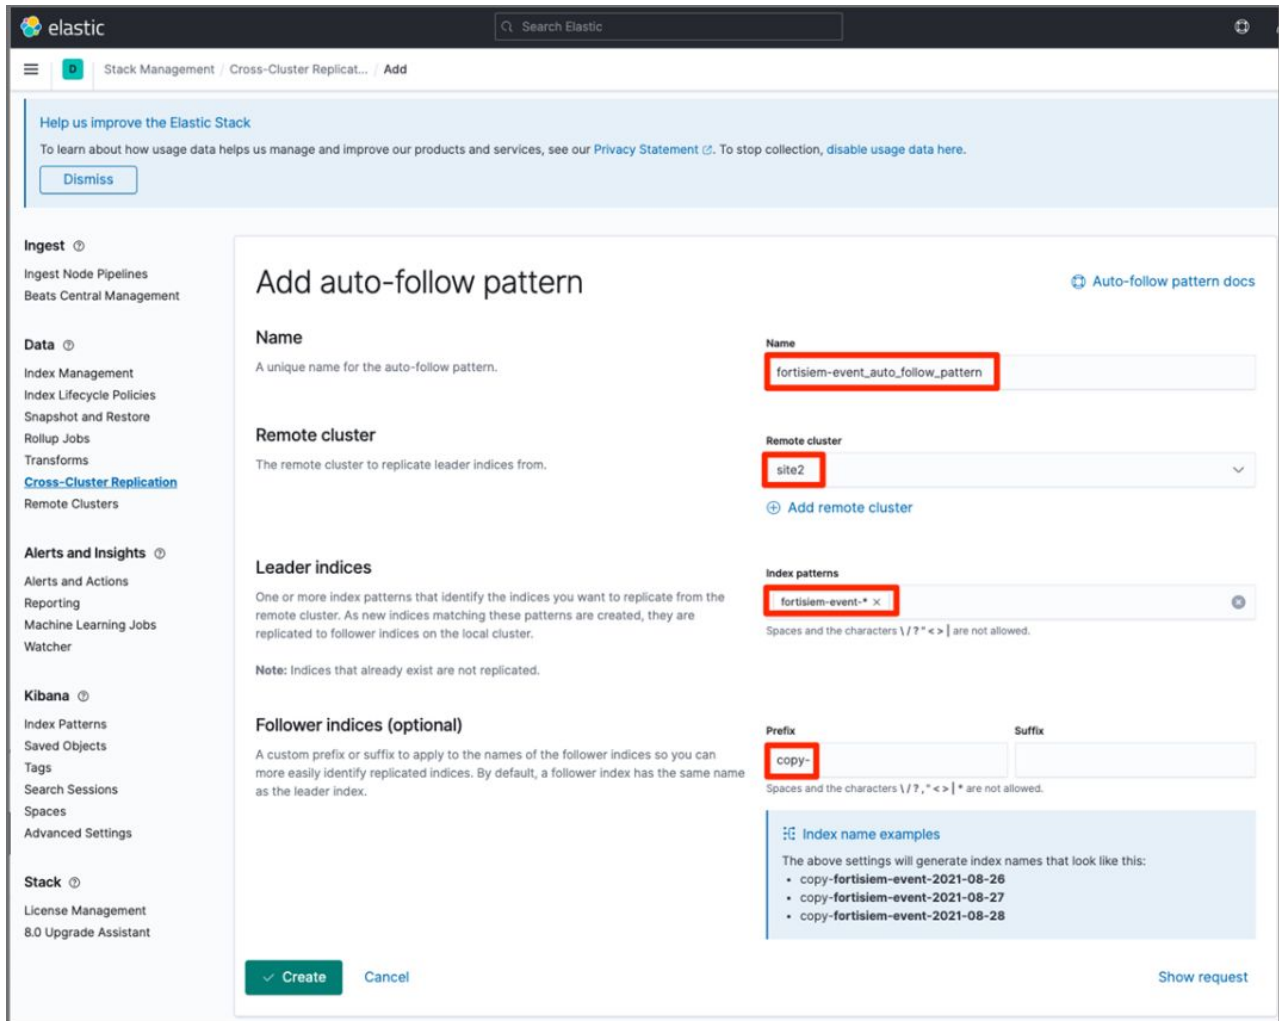 elastic
Search Elastic
D
Stack Management / Cross-Cluster Replicat... / Add
Help us improve the Elastic Stack
To learn about how usage data helps us manage and improve our products and services, see our Privacy Statement. To stop collection, disable usage data here.
Dismiss
Ingest
Ingest Node Pipelines
Beats Central Management
Data
Index Management
Index Lifecycle Policies
Snapshot and Restore
Rollup Jobs
Transforms
Cross-Cluster Replication
Remote Clusters
Alerts and Insights
Alerts and Actions
Reporting
Machine Learning Jobs
Watcher
Kibana
Index Patterns
Saved Objects
Tags
Search Sessions
Spaces
Advanced Settings
Stack
License Management
8.0 Upgrade Assistant
Add auto-follow pattern
Auto-follow pattern docs
Name
A unique name for the auto-follow pattern.
Name
fortisiem-event_auto_follow_pattern
Remote cluster
The remote cluster to replicate leader indices from.
Remote cluster
site2
Add remote cluster
Leader indices
One or more index patterns that identify the indices you want to replicate from the
remote cluster. As new indices matching these patterns are created, they are
replicated to follower indices on the local cluster.
Note: Indices that already exist are not replicated.
Index patterns
fortisiem-event-* ×
Spaces and the characters \ / ? " < > | are not allowed.
Follower indices (optional)
A custom prefix or suffix to apply to the names of the follower indices so you can
more easily identify replicated indices. By default, a follower index has the same name
as the leader index.
Prefix
copy-
Suffix
Spaces and the characters \ / ? , " < > | * are not allowed.
Index name examples
The above settings will generate index names that look like this:
• copy-fortisiem-event-2021-08-26
• copy-fortisiem-event-2021-08-27
• copy-fortisiem-event-2021-08-28
Create
Cancel
Show request